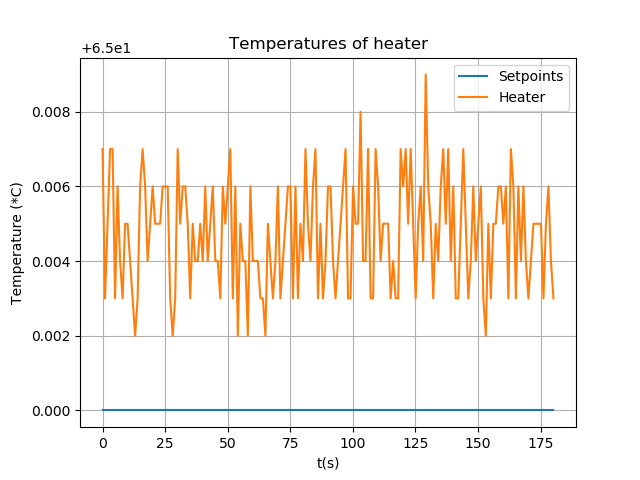 Temperatures of heater
+6.5e1
Setpoints
Heater
0.008
0.006
0.004
0.002
0.000
Temperature (*C)
0 25 50 75 100 125 150 175
t(s)